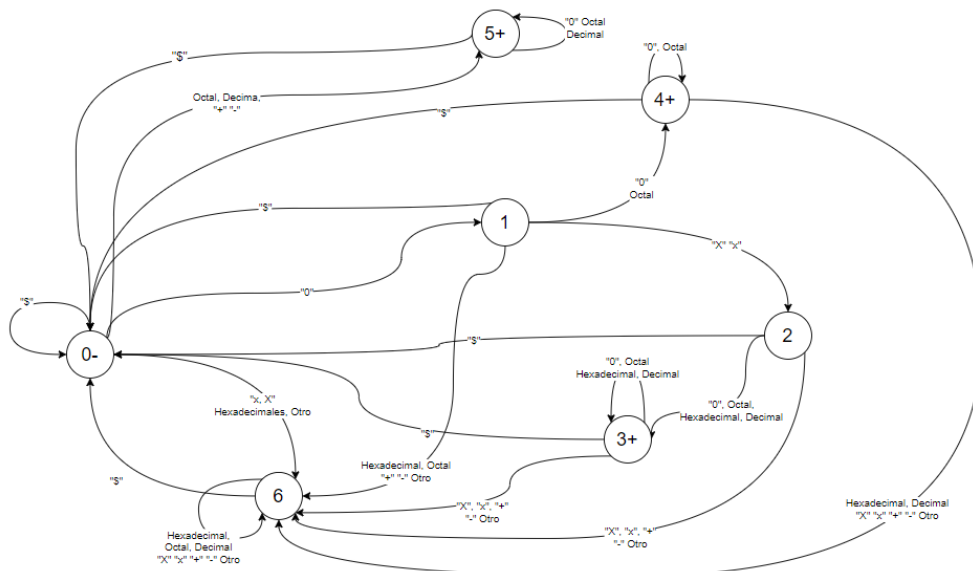 5+
"0" Octal
Decimal
"$"
"0", Octal
Octal, Decima,
"+" "-"
4+
"$"
"0"
Octal
"$"
1
"X" "x"
"0"
"$"
0-
"$"
2
"0", Octal
Hexadecimal, Decimal
"x, X"
Hexadecimales, Otro
"0", Octal,
Hexadecimal, Decimal
"$"
3+
Hexadecimal, Octal
"+" "-" Otro
"$"
6
"X", "x", "+"
"-" Otro
Hexadecimal, Decimal
"X" "x" "+" "-" Otro
Hexadecimal,
Octal, Decimal
"X" "x" "+" "-" Otro
"X", "x", "+"
"-" Otro